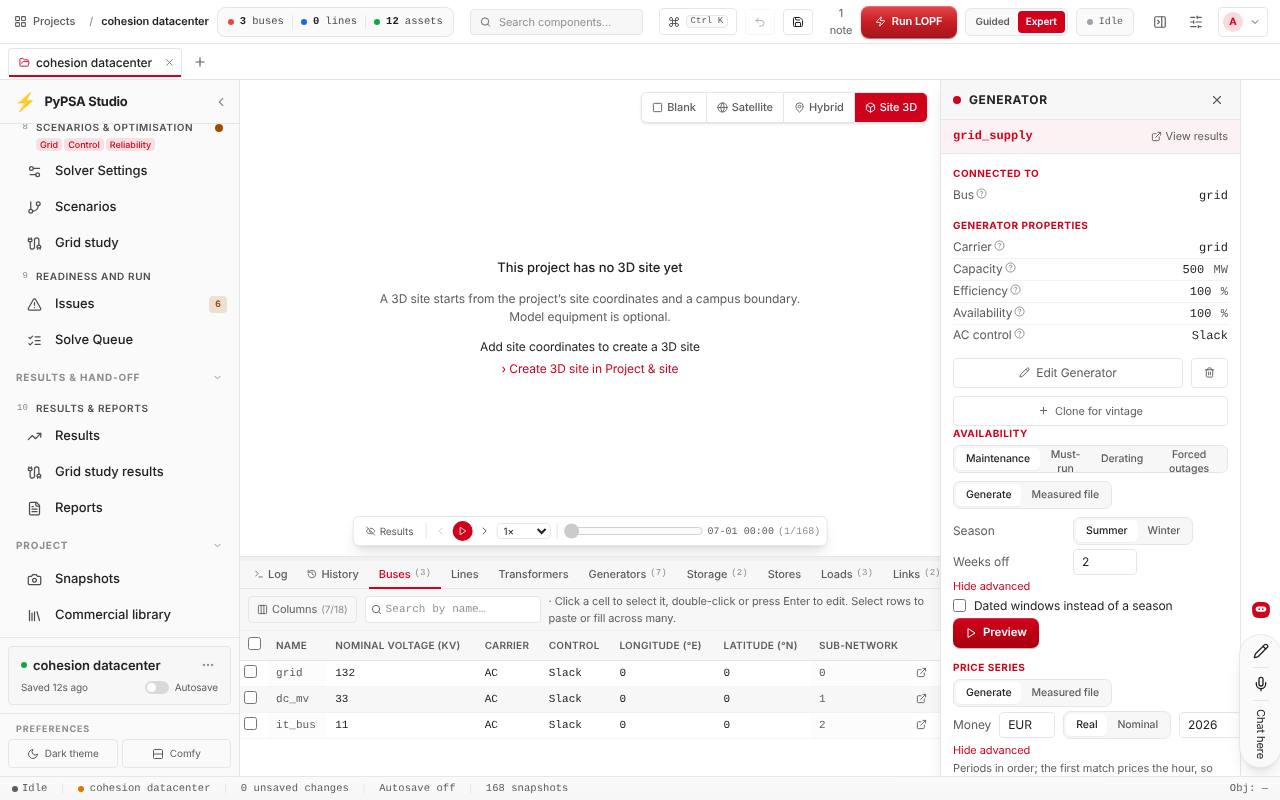 Projects / cohesion datacenter
3 buses 0 lines 12 assets
Search components...
⌘ Ctrl K
1 note
Run LOPF
Guided Expert
Idle
A
cohesion datacenter
PyPSA Studio
8 SCENARIOS & OPTIMISATION
Grid Control Reliability
Solver Settings
Scenarios
Grid study
9 READINESS AND RUN
Issues 6
Solve Queue
RESULTS & HAND-OFF
10 RESULTS & REPORTS
Results
Grid study results
Reports
PROJECT
Snapshots
Commercial library
cohesion datacenter
Saved 12s ago Autosave
PREFERENCES
Dark theme Comfy
Blank Satellite Hybrid Site 3D
This project has no 3D site yet
A 3D site starts from the project's site coordinates and a campus boundary.
Model equipment is optional.
Add site coordinates to create a 3D site
› Create 3D site in Project & site
Results 1× 07-01 00:00 (1/168)
Log History Buses (3) Lines Transformers Generators (7) Storage (2) Stores Loads (3) Links (2)
Columns (7/18) Search by name…
· Click a cell to select it, double-click or press Enter to edit. Select rows to
paste or fill across many.
NAME NOMINAL VOLTAGE (KV) CARRIER CONTROL LONGITUDE (°E) LATITUDE (°N) SUB-NETWORK
grid 132 AC Slack 0 0 0
dc_mv 33 AC Slack 0 0 1
it_bus 11 AC Slack 0 0 2
GENERATOR
grid_supply View results
CONNECTED TO
Bus grid
GENERATOR PROPERTIES
Carrier grid
Capacity 500 MW
Efficiency 100 %
Availability 100 %
AC control Slack
Edit Generator
+ Clone for vintage
AVAILABILITY
Maintenance Must-run Derating Forced outages
Generate Measured file
Season Summer Winter
Weeks off 2
Hide advanced
Dated windows instead of a season
Preview
PRICE SERIES
Generate Measured file
Money EUR Real Nominal 2026
Hide advanced
Periods in order; the first match prices the hour, so
Chat here
Idle cohesion datacenter 0 unsaved changes Autosave off 168 snapshots Obj: —